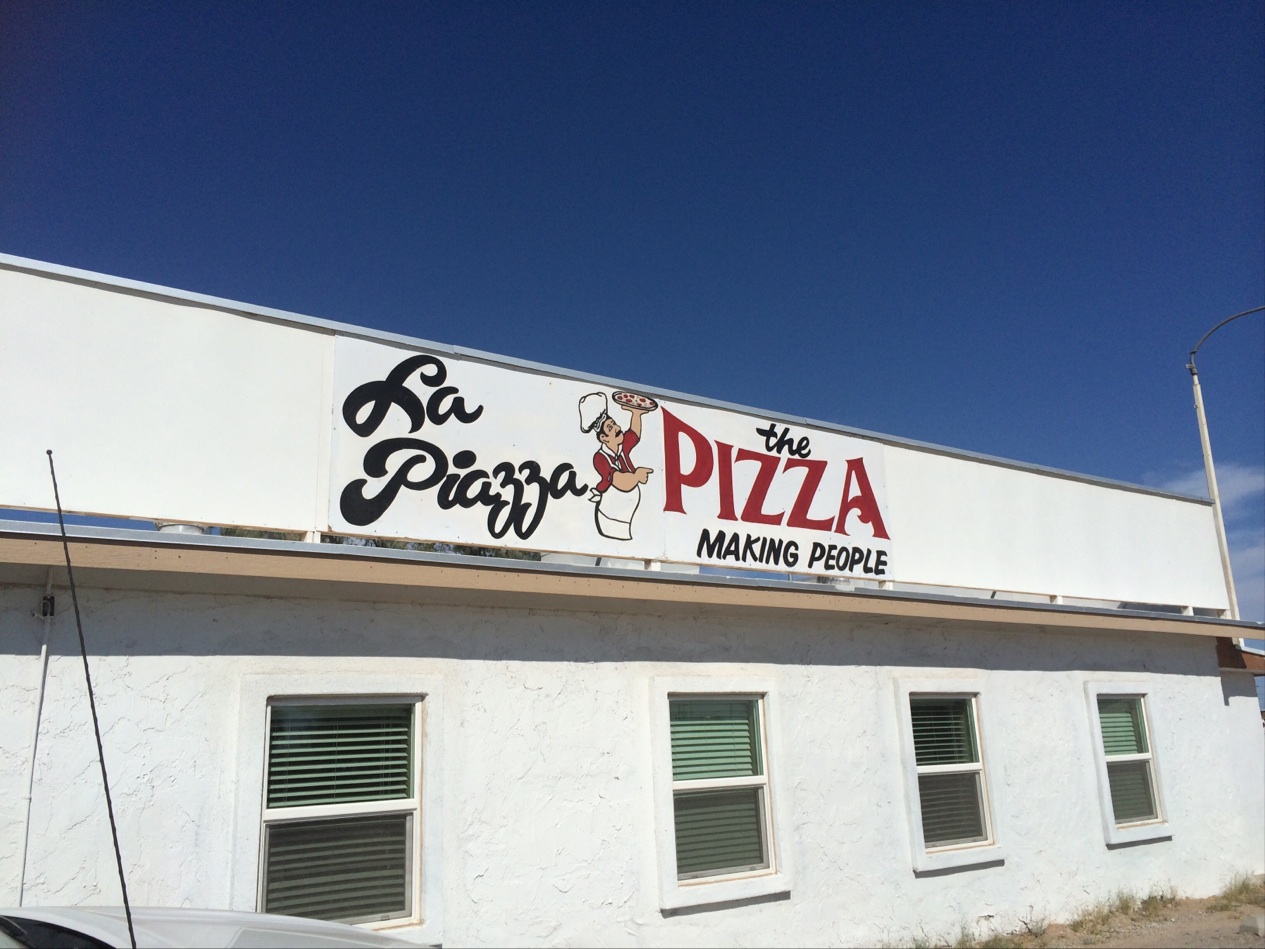 La
Piazza
the
PIZZA
MAKING PEOPLE